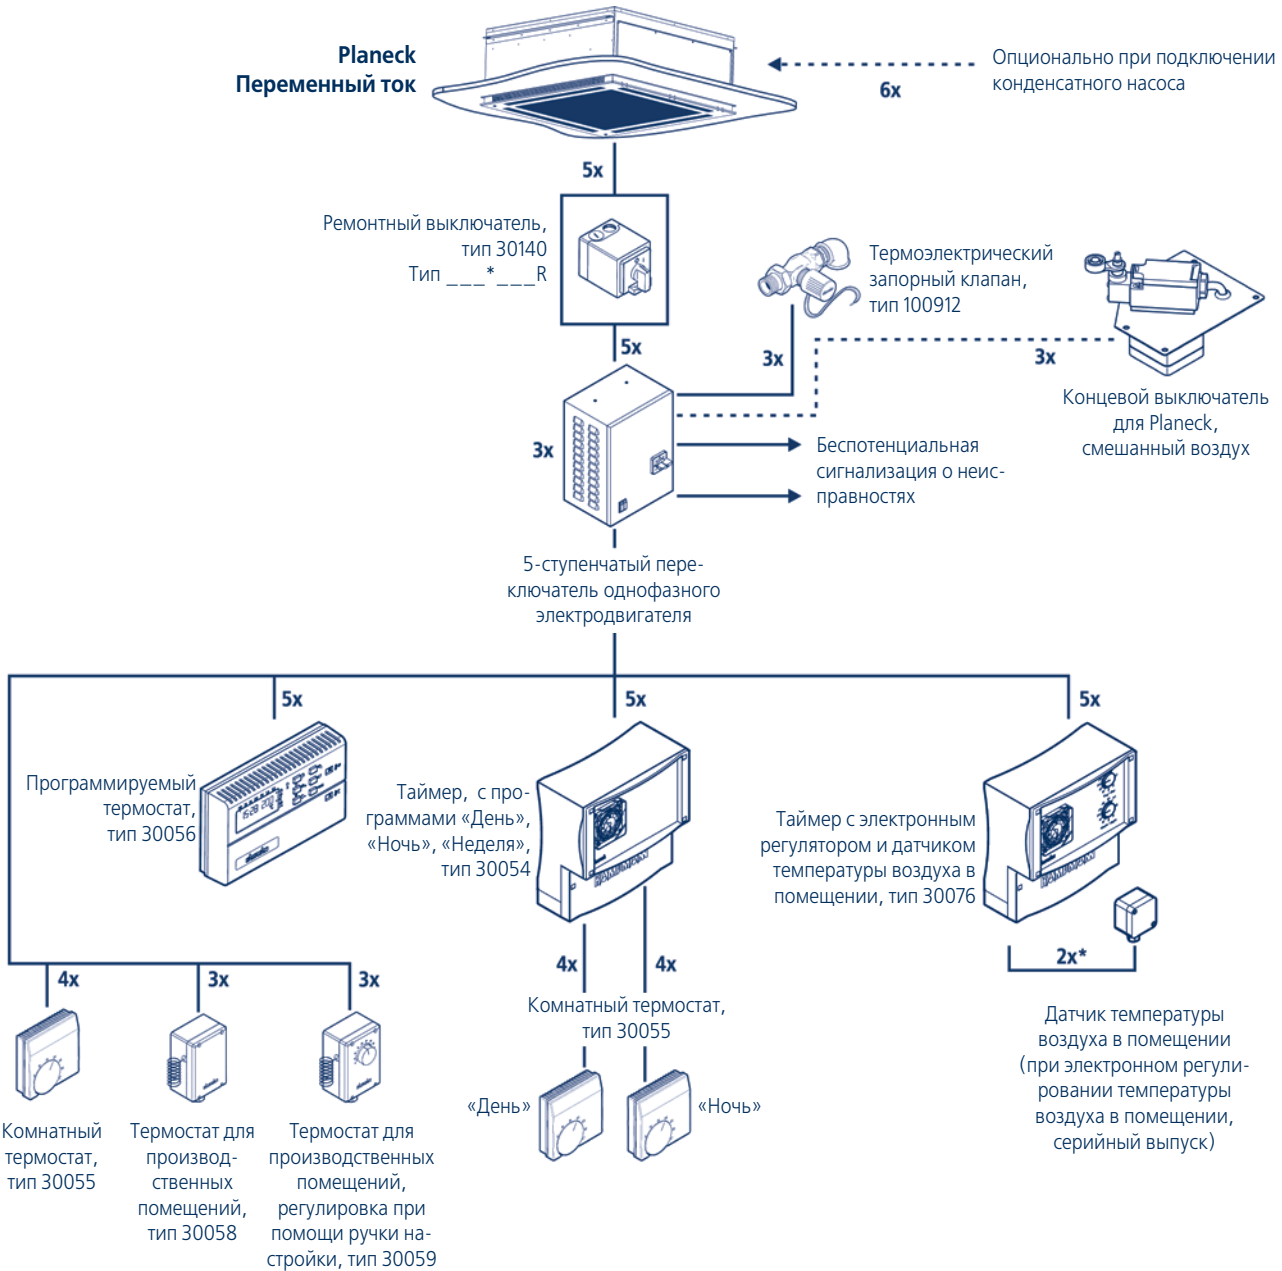 Planeck
Переменный ток
6x
Опционально при подключении
конденсатного насоса
5x
Ремонтный выключатель,
тип 30140
Тип ___*___R
Термоэлектрический
запорный клапан,
тип 100912
5x
3x
3x
Концевой выключатель
для Planeck,
смешанный воздух
3x
Беспотенциальная
сигнализация о неис-
правностях
5-ступенчатый пере-
ключатель однофазного
электродвигателя
5x
5x
5x
Программируемый
термостат,
тип 30056
Таймер, с про-
граммами «День»,
«Ночь», «Неделя»,
тип 30054
Таймер с электронным
регулятором и датчиком
температуры воздуха в
помещении, тип 30076
4x
3x
3x
4x
4x
2x*
Комнатный термостат,
тип 30055
«День»
«Ночь»
Датчик температуры
воздуха в помещении
(при электронном регули-
ровании температуры
воздуха в помещении,
серийный выпуск)
Комнатный
термостат,
тип 30055
Термостат для
производ-
ственных
помещений,
тип 30058
Термостат для
производственных
помещений,
регулировка при
помощи ручки на-
стройки, тип 30059